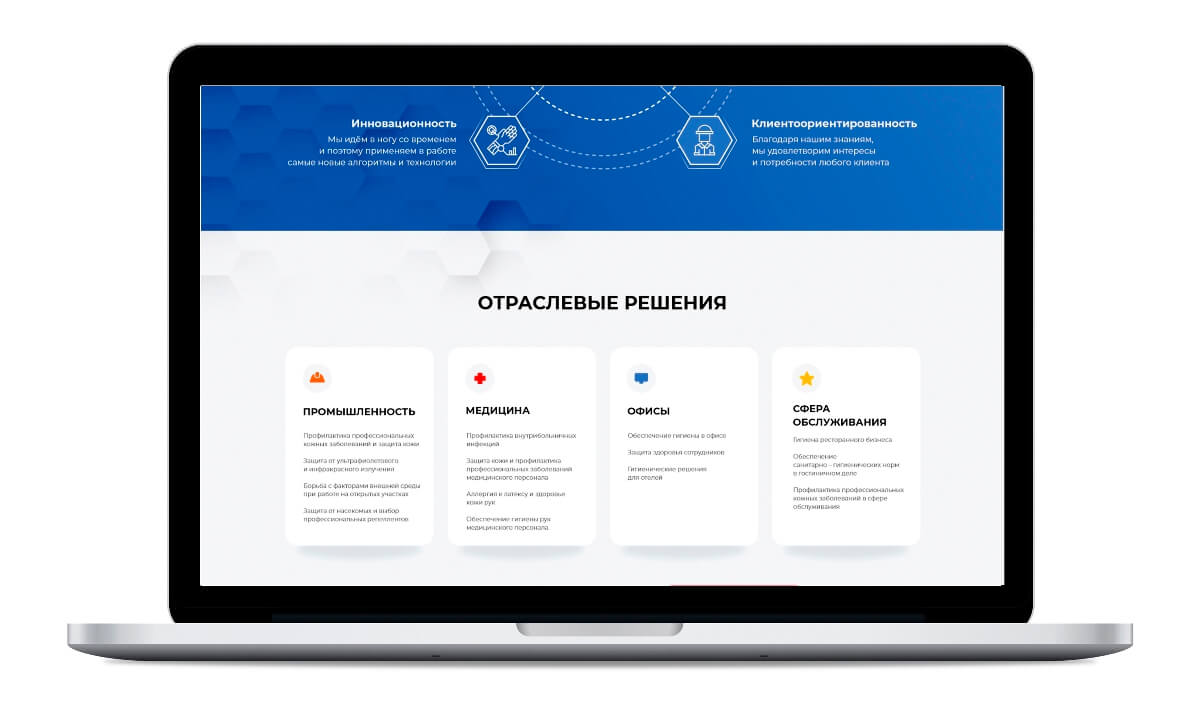 Инновационность
Мы идём в ногу со временем
и поэтому применяем в работе
самые новые алгоритмы и технологии
Клиентоориентированность
Благодаря нашим знаниям,
мы удовлетворим интересы
и потребности любого клиента
ОТРАСЛЕВЫЕ РЕШЕНИЯ
ПРОМЫШЛЕННОСТЬ
Профилактика профессиональных
кожных заболеваний и защита кожи
Защита от ультрафиолетового
и инфракрасного излучения
Борьба с факторами внешней среды
при работе на открытых участках
Защита от насекомых и выбор
профессиональных репеллентов
МЕДИЦИНА
Профилактика внутрибольничных
инфекций
Защита кожи и профилактика
профессиональных заболеваний
медицинского персонала
Аллергия к латексу и здоровье
кожи рук
Обеспечение гигиены рук
медицинского персонала
ОФИСЫ
Обеспечение гигиены в офисе
Защита здоровья сотрудников
Гигиенические решения
для отелей
СФЕРА
ОБСЛУЖИВАНИЯ
Гигиена ресторанного бизнеса
Обеспечение
санитарно - гигиенических норм
в гостиничном деле
Профилактика профессиональных
кожных заболеваний в сфере
обслуживания